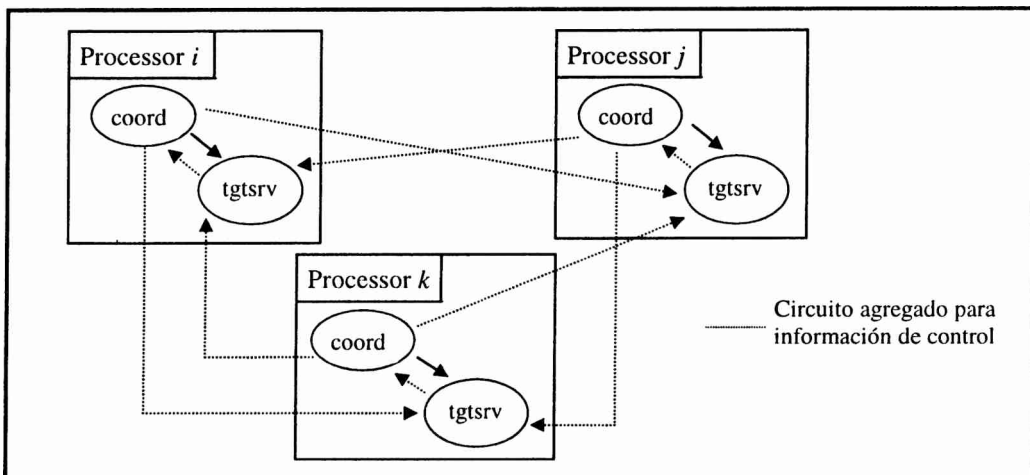 Processor i
coord
tgtsrv
Processor j
coord
tgtsrv
Processor k
coord
tgtsrv
Circuito agregado para
información de control